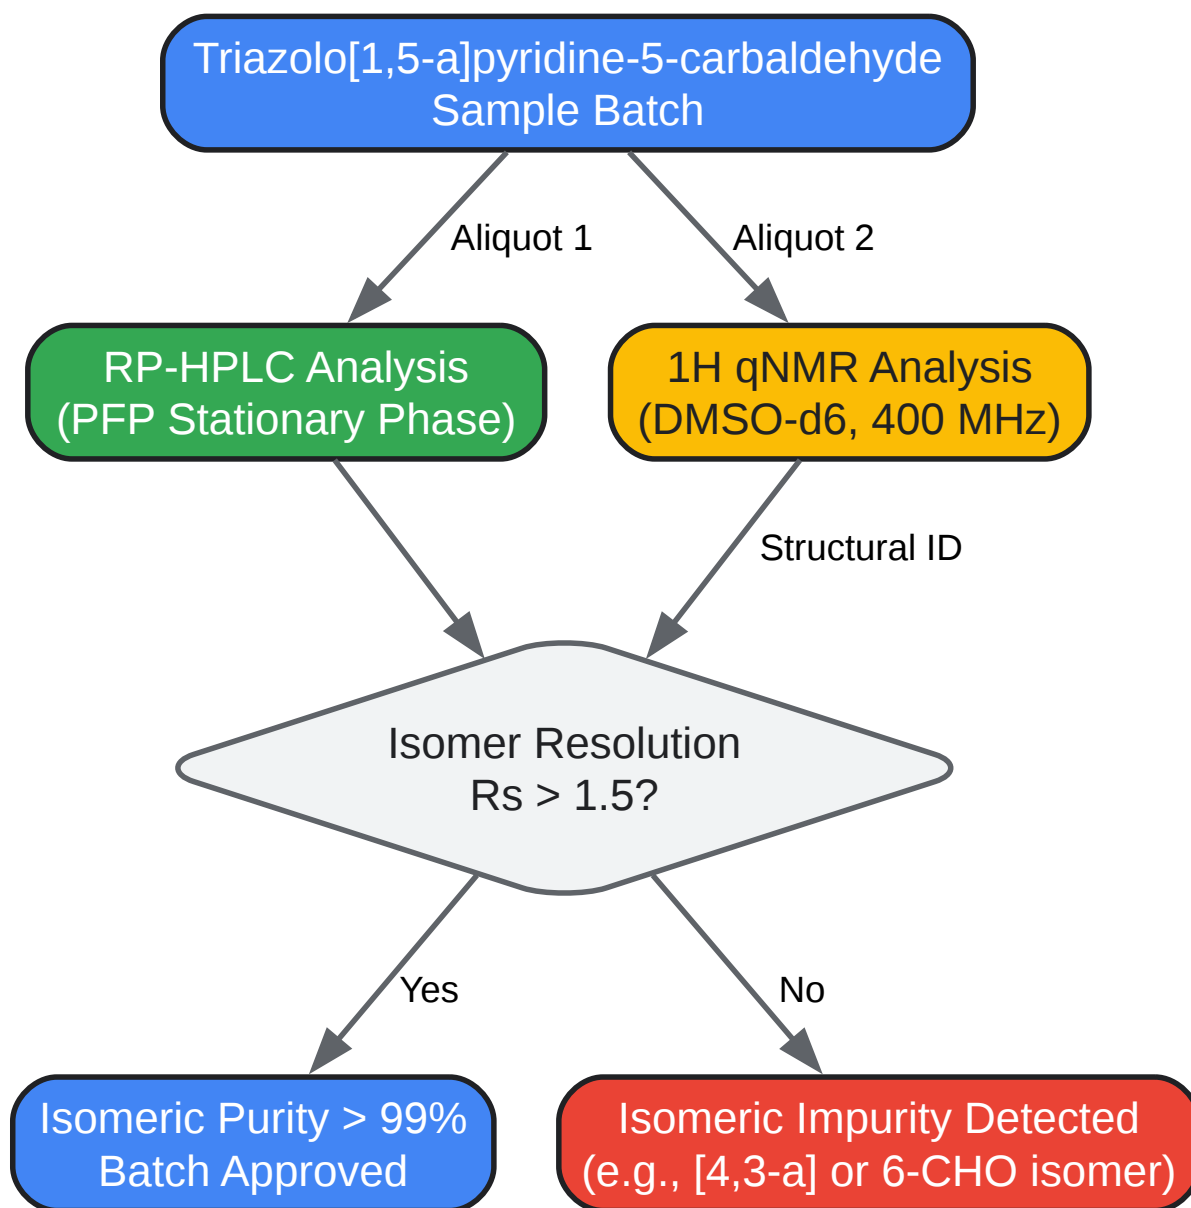 Triazolo[1,5-a]pyridine-5-carbaldehyde
Sample Batch
Aliquot 1
Aliquot 2
RP-HPLC Analysis
(PFP Stationary Phase)
1H qNMR Analysis
(DMSO-d6, 400 MHz)
Structural ID
Isomer Resolution
Rs > 1.5?
Yes
No
Isomeric Purity > 99%
Batch Approved
Isomeric Impurity Detected
(e.g., [4,3-a] or 6-CHO isomer)